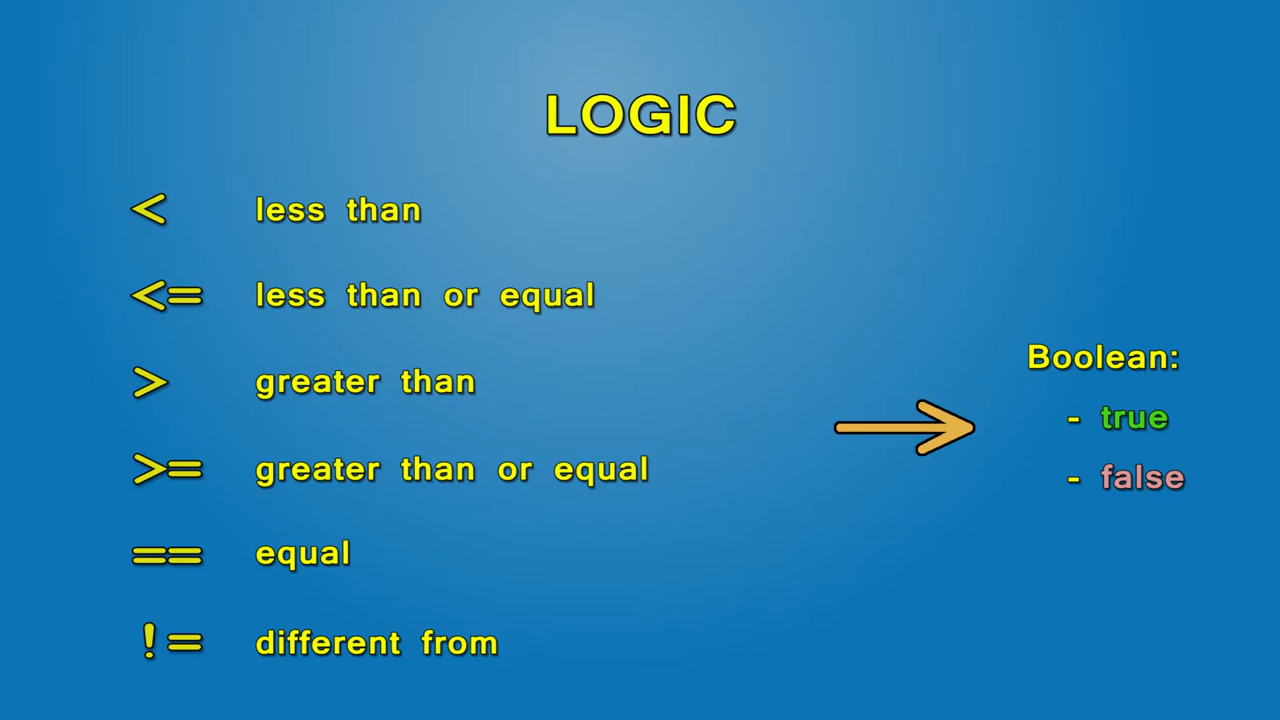 LOGIC
< less than
<= less than or equal
> greater than
>= greater than or equal
== equal
!= different from
Boolean:
- true
- false